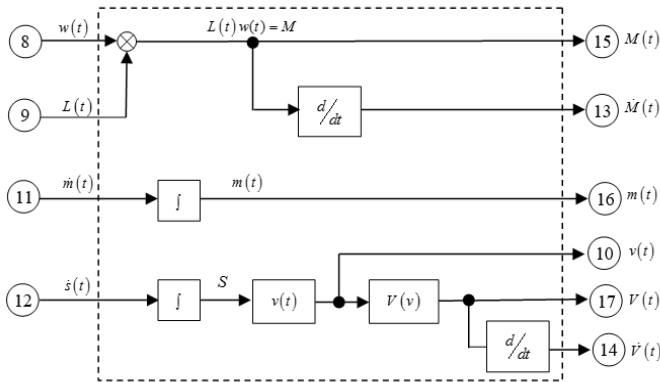 8 w(t) L(t)w(t)=M 15 M(t)
9 L(t) d/dt 13 Ṁ(t)
11 ṁ(t) ∫ m(t) 16 m(t)
10 v(t)
12 ṡ(t) ∫ S v(t) V(v) 17 V(t)
d/dt 14 V̇(t)